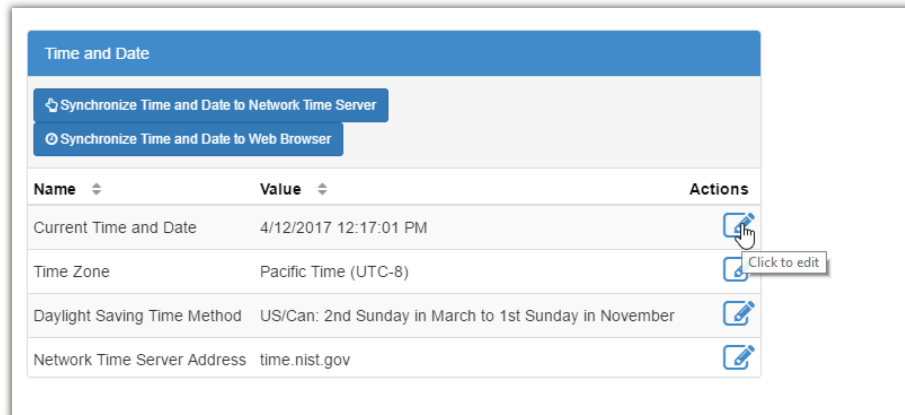 Time and Date
Synchronize Time and Date to Network Time Server
Synchronize Time and Date to Web Browser
Name Value Actions
Current Time and Date 4/12/2017 12:17:01 PM
Click to edit
Time Zone Pacific Time (UTC-8)
Daylight Saving Time Method US/Can: 2nd Sunday in March to 1st Sunday in November
Network Time Server Address time.nist.gov